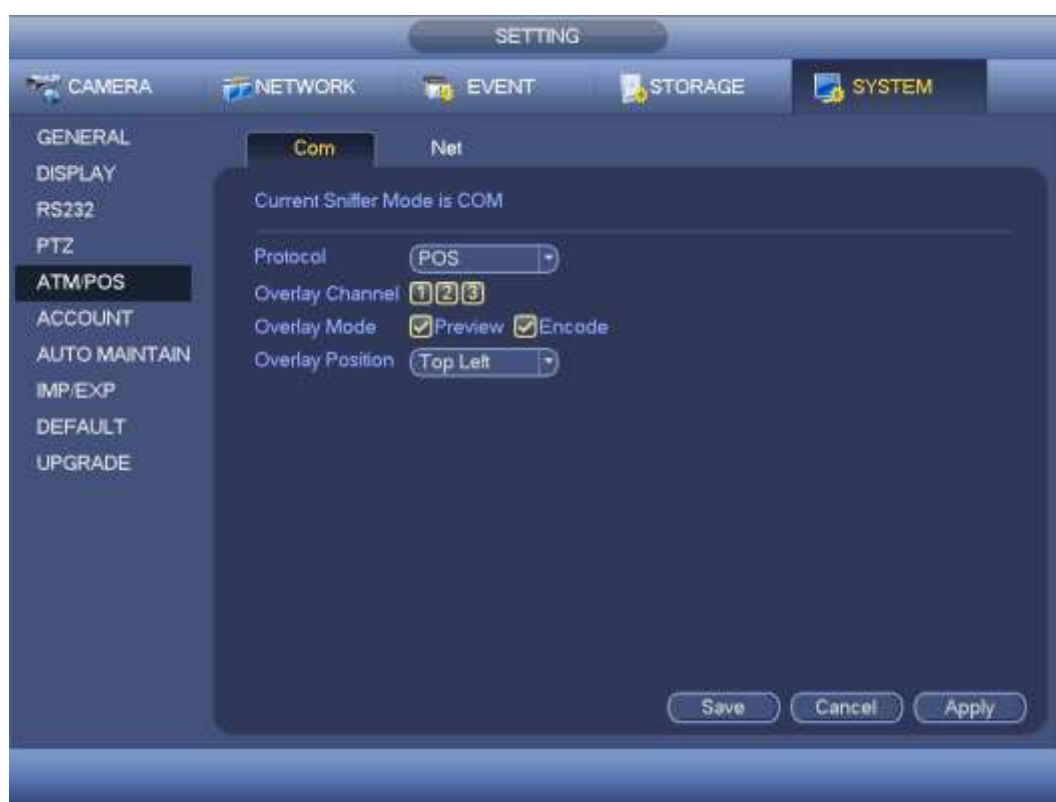 SETTING
CAMERA NETWORK EVENT STORAGE SYSTEM
GENERAL
DISPLAY
RS232
PTZ
ATM/POS
ACCOUNT
AUTO MAINTAIN
IMP/EXP
DEFAULT
UPGRADE
Com Net
Current Sniffer Mode is COM
Protocol POS
Overlay Channel 1 2 3
Overlay Mode Preview Encode
Overlay Position Top Left
Save Cancel Apply